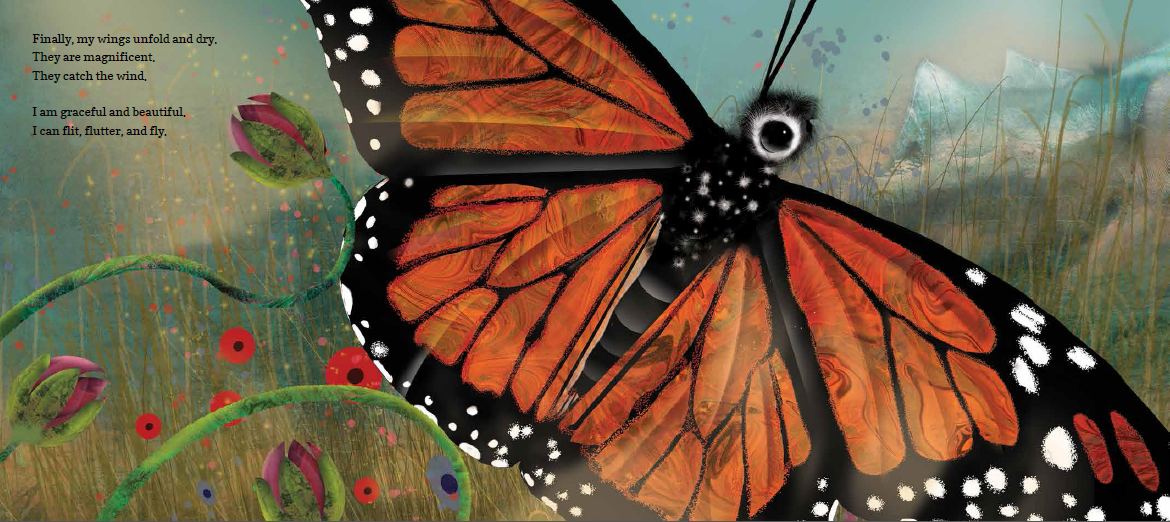 Finally, my wings unfold and dry.
They are magnificent.
They catch the wind.
I am graceful and beautiful.
I can flit, flutter, and fly.